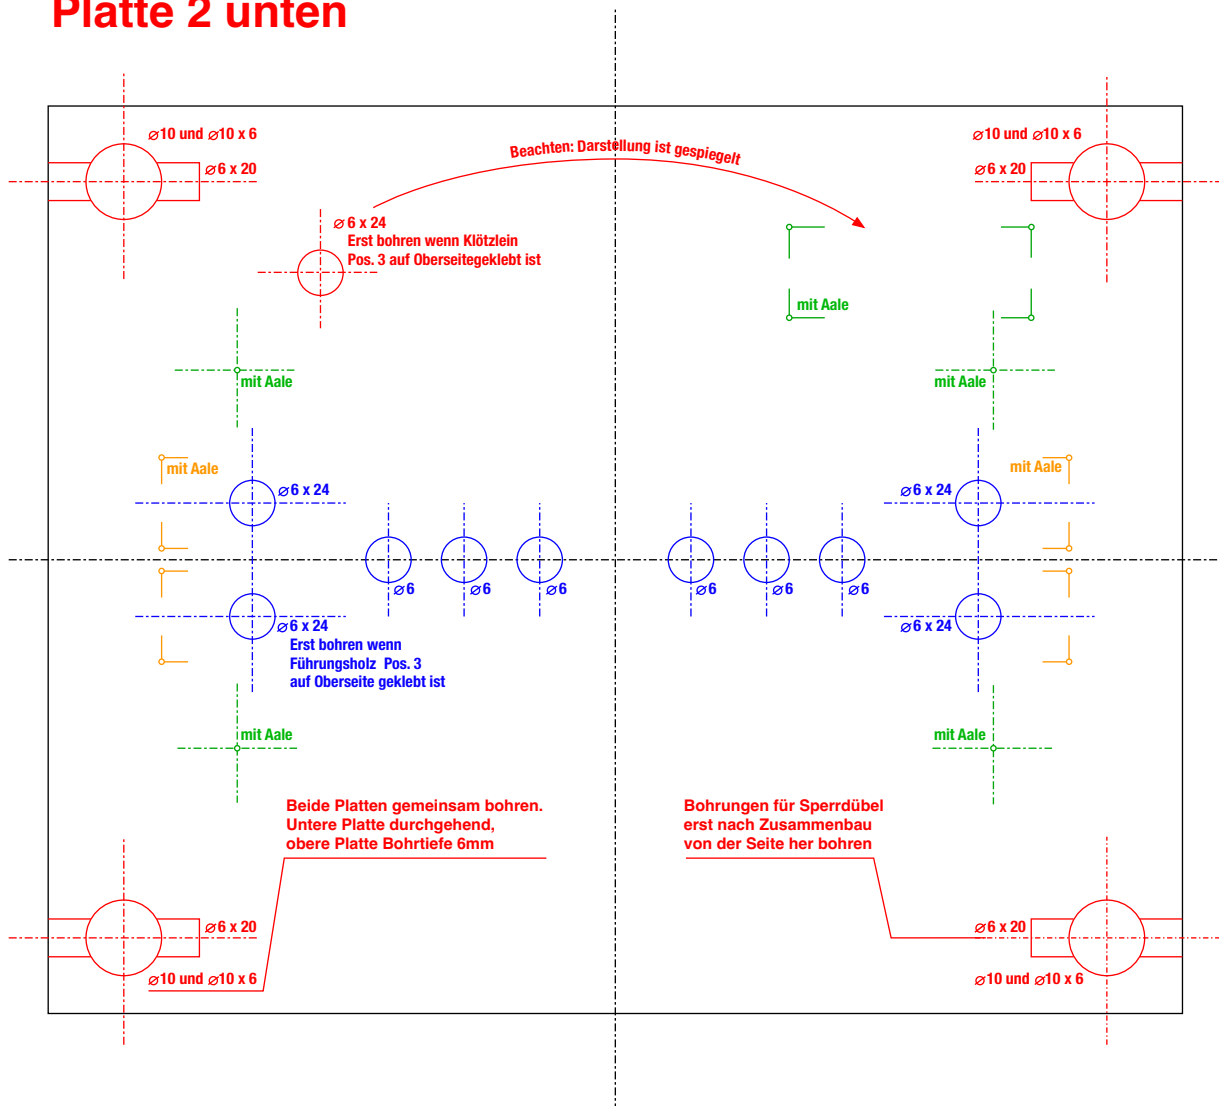 Platte 2 unten
⌀10 und ⌀10 x 6
⌀6 x 20
Beachten: Darstellung ist gespiegelt
⌀10 und ⌀10 x 6
⌀6 x 20
⌀6 x 24
Erst bohren wenn Klötzlein
Pos. 3 auf Oberseitegeklebt ist
mit Aale
mit Aale
mit Aale
mit Aale
mit Aale
⌀6 x 24
⌀6 x 24
⌀6
⌀6
⌀6
⌀6
⌀6
⌀6
⌀6 x 24
Erst bohren wenn
Führungsholz Pos. 3
auf Oberseite geklebt ist
⌀6 x 24
mit Aale
mit Aale
Beide Platten gemeinsam bohren.
Untere Platte durchgehend,
obere Platte Bohrtiefe 6mm
Bohrungen für Sperrdübel
erst nach Zusammenbau
von der Seite her bohren
⌀6 x 20
⌀10 und ⌀10 x 6
⌀6 x 20
⌀10 und ⌀10 x 6